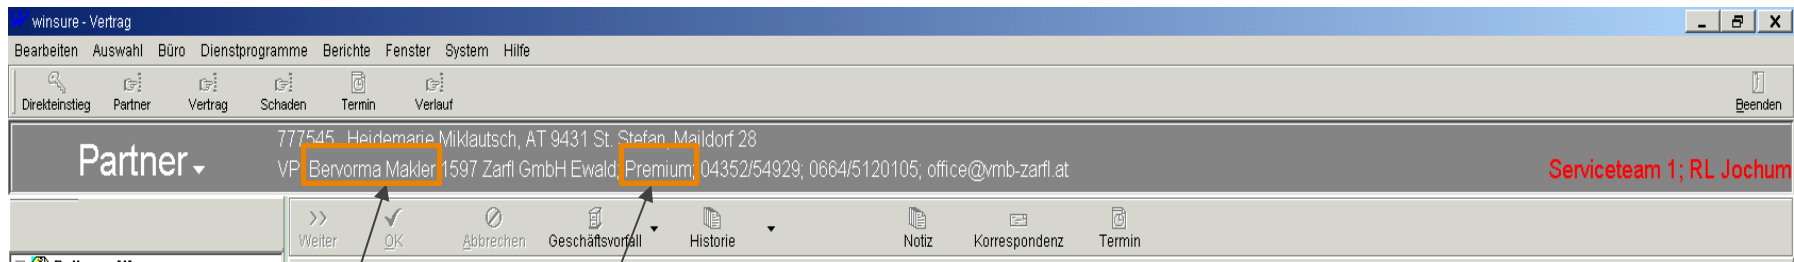 winsure - Vertrag
Bearbeiten Auswahl Büro Dienstprogramme Berichte Fenster System Hilfe
Direkteinstieg Partner Vertrag Schaden Termin Verlauf Beenden
777545 Heidemarie Miklautsch, AT 9431 St. Stefan, Maildorf 28
Partner
VP Bervorma Makler 1597 Zarfl GmbH Ewald; Premium; 04352/54929; 0664/5120105; office@vmb-zarfl.at
Serviceteam 1; RL Jochum
Weiter OK Abbrechen Geschäftsvorfall Historie Notiz Korrespondenz Termin